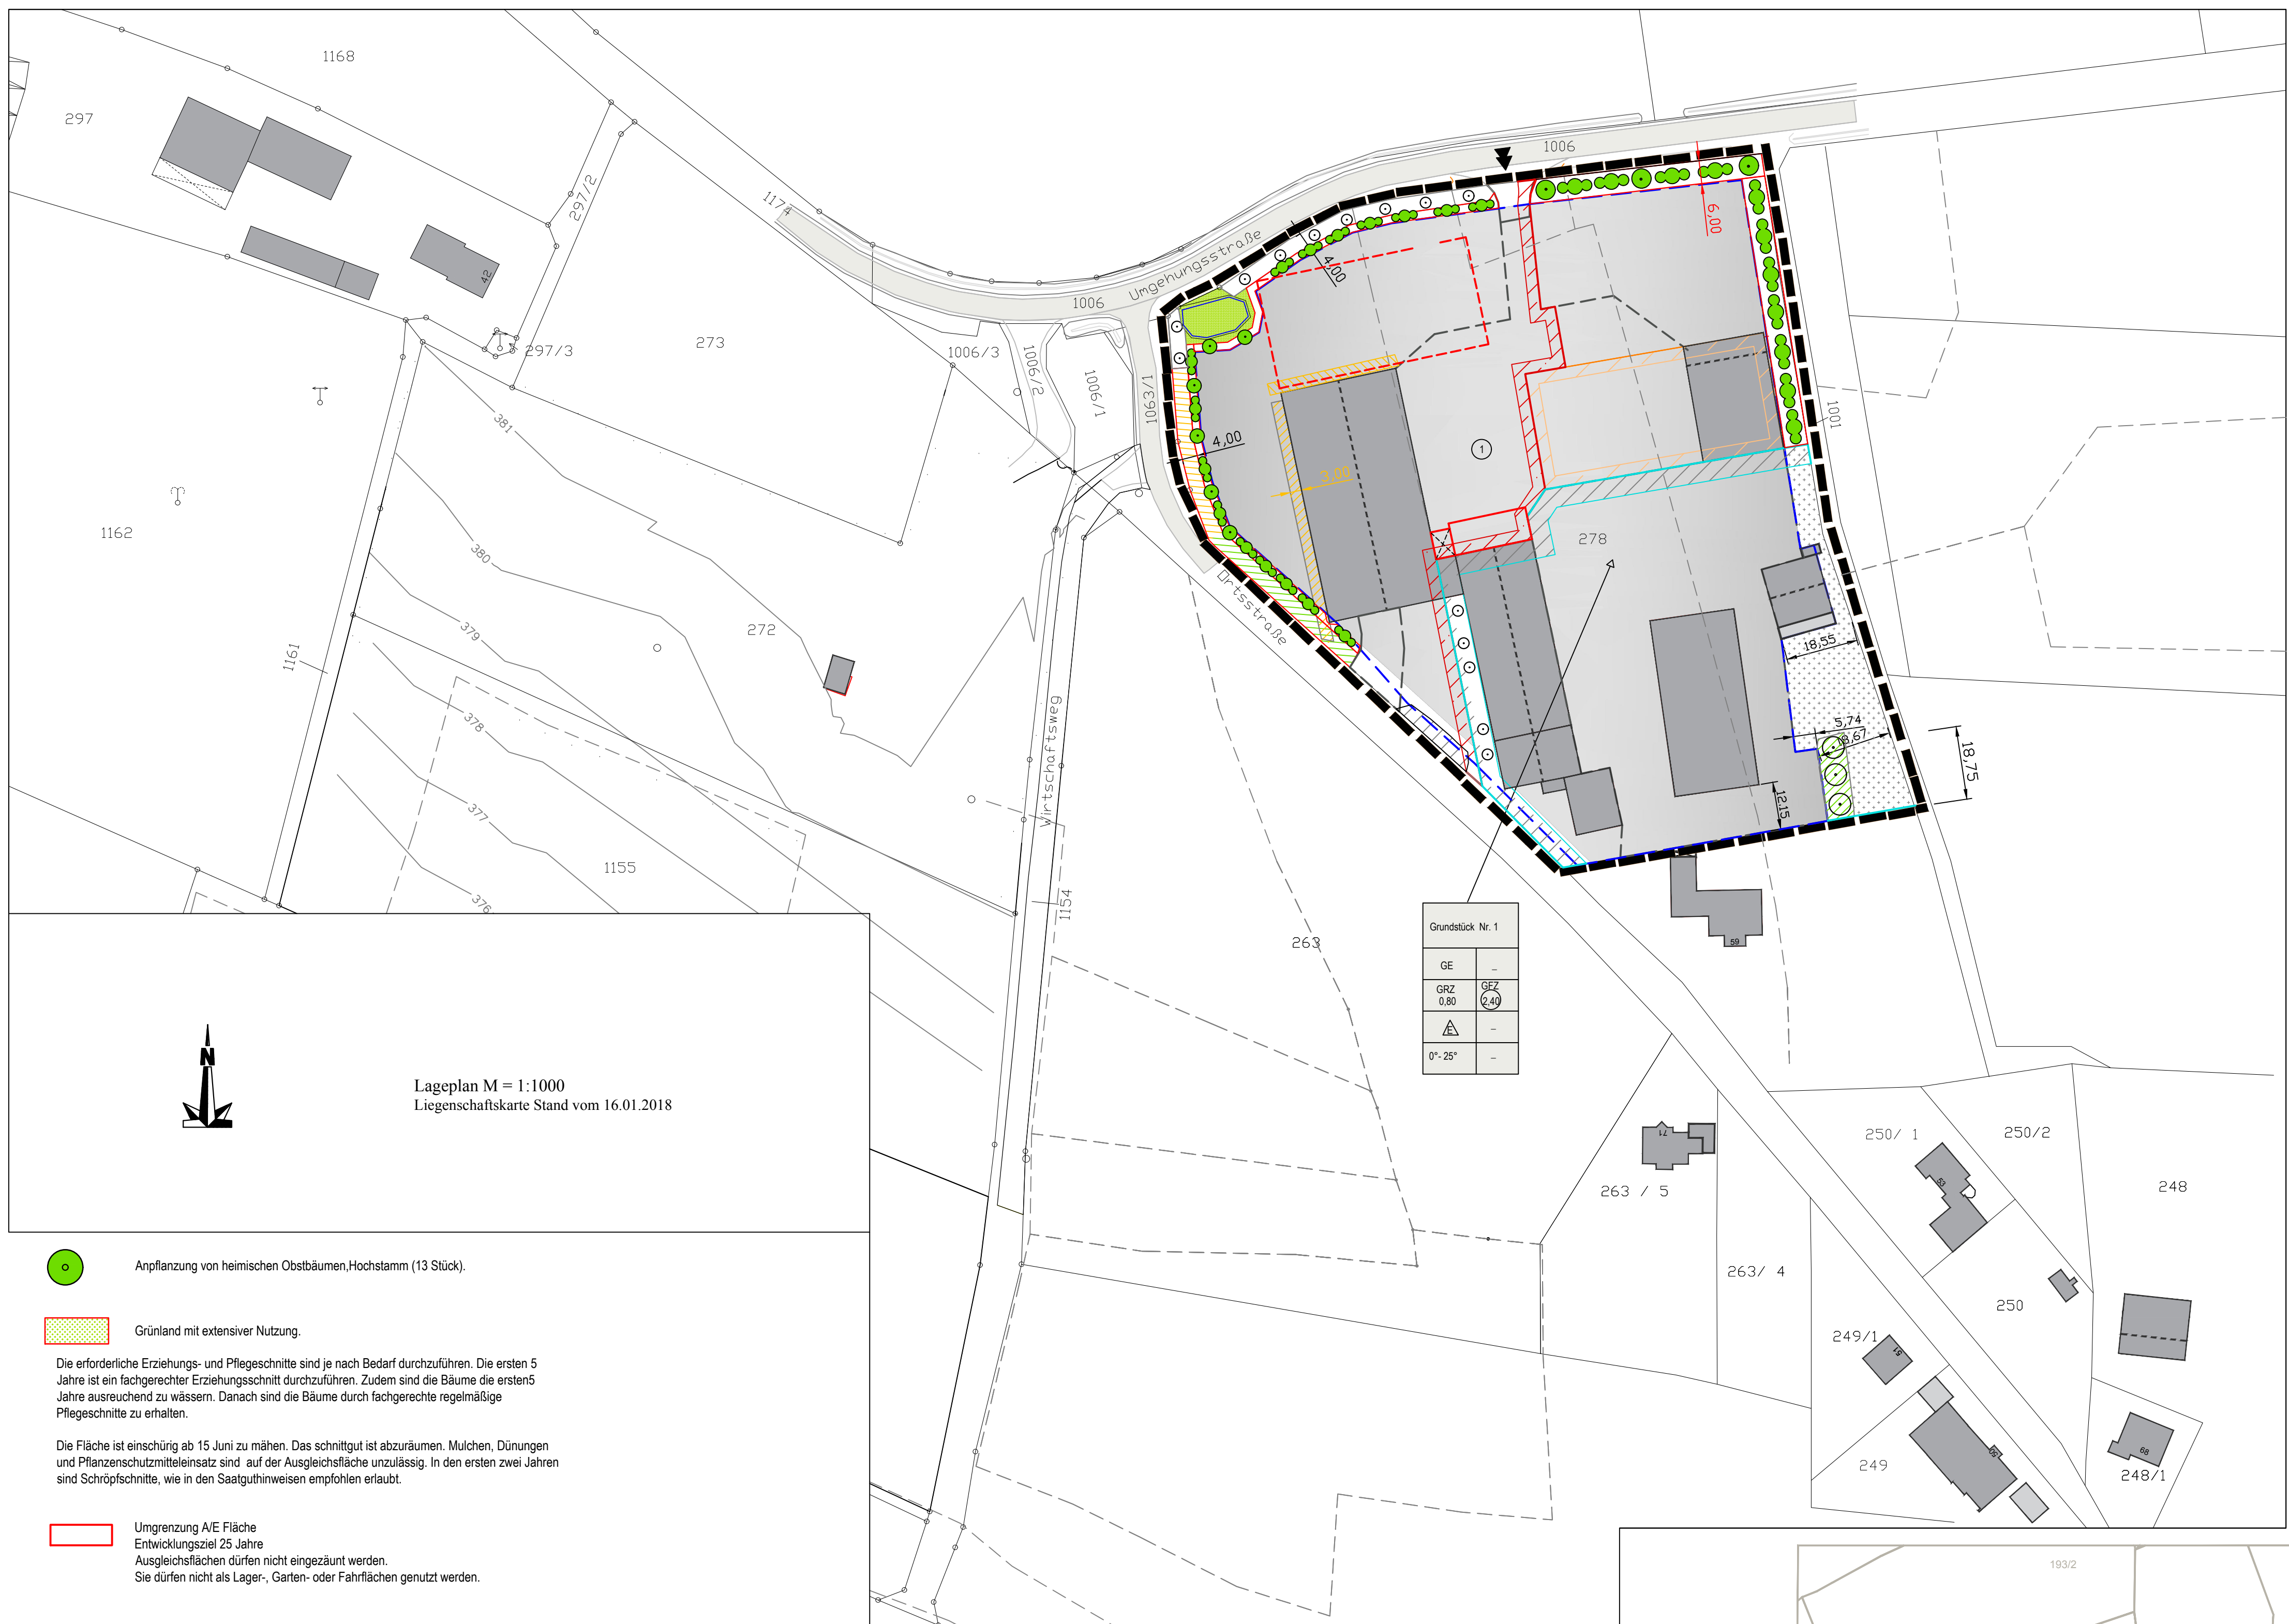 1168
297
297/2
42
297/3
273
1174
1006
Umgehungsstraße
1006
1006/3
1006/2
1006/1
1063/1
4,00
6,00
4,00
3,00
1
1001
278
Ortsstraße
18,55
5,74
18,67
18,75
12.15
59
381
380
379
378
377
376
1162
1161
272
1155
Wirtschaftsweg
1154
263
Grundstück Nr. 1
GE –
GRZ GFZ
0,80 2,40
E –
0°- 25° –
N
Lageplan M = 1:1000
Liegenschaftskarte Stand vom 16.01.2018
71
263 / 5
263/ 4
250/ 1
250/2
53
248
250
249/1
51
249
50
68
248/1
193/2
Anpflanzung von heimischen Obstbäumen,Hochstamm (13 Stück).
Grünland mit extensiver Nutzung.
Die erforderliche Erziehungs- und Pflegeschnitte sind je nach Bedarf durchzuführen. Die ersten 5
Jahre ist ein fachgerechter Erziehungsschnitt durchzuführen. Zudem sind die Bäume die ersten5
Jahre ausreuchend zu wässern. Danach sind die Bäume durch fachgerechte regelmäßige
Pflegeschnitte zu erhalten.
Die Fläche ist einschürig ab 15 Juni zu mähen. Das schnittgut ist abzuräumen. Mulchen, Dünungen
und Pflanzenschutzmitteleinsatz sind auf der Ausgleichsfläche unzulässig. In den ersten zwei Jahren
sind Schröpfschnitte, wie in den Saatguthinweisen empfohlen erlaubt.
Umgrenzung A/E Fläche
Entwicklungsziel 25 Jahre
Ausgleichsflächen dürfen nicht eingezäunt werden.
Sie dürfen nicht als Lager-, Garten- oder Fahrflächen genutzt werden.